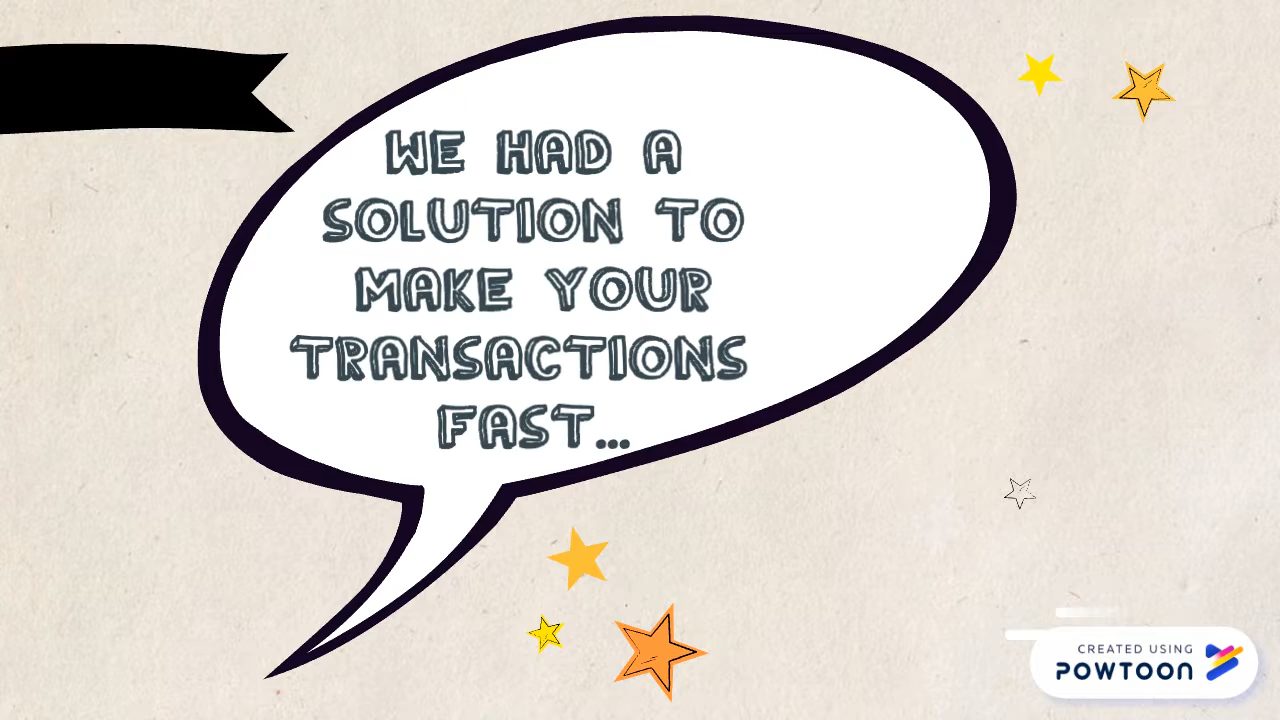 WE HAD A
SOLUTION TO
MAKE YOUR
TRANSACTIONS
FAST...
CREATED USING
POWTOON